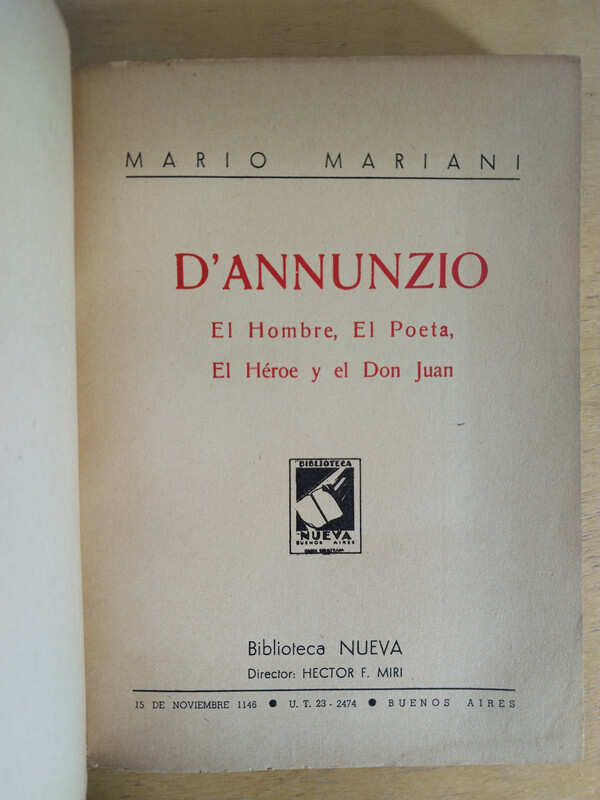 MARIO MARIANI
D'ANNUNZIO
El Hombre, El Poeta,
El Héroe y el Don Juan
BIBLIOTECA
NUEVA
BUENOS AIRES
Biblioteca NUEVA
Director: HECTOR F. MIRI
15 DE NOVIEMBRE 1146 ● U. T. 23 - 2474 ● BUENOS AIRES